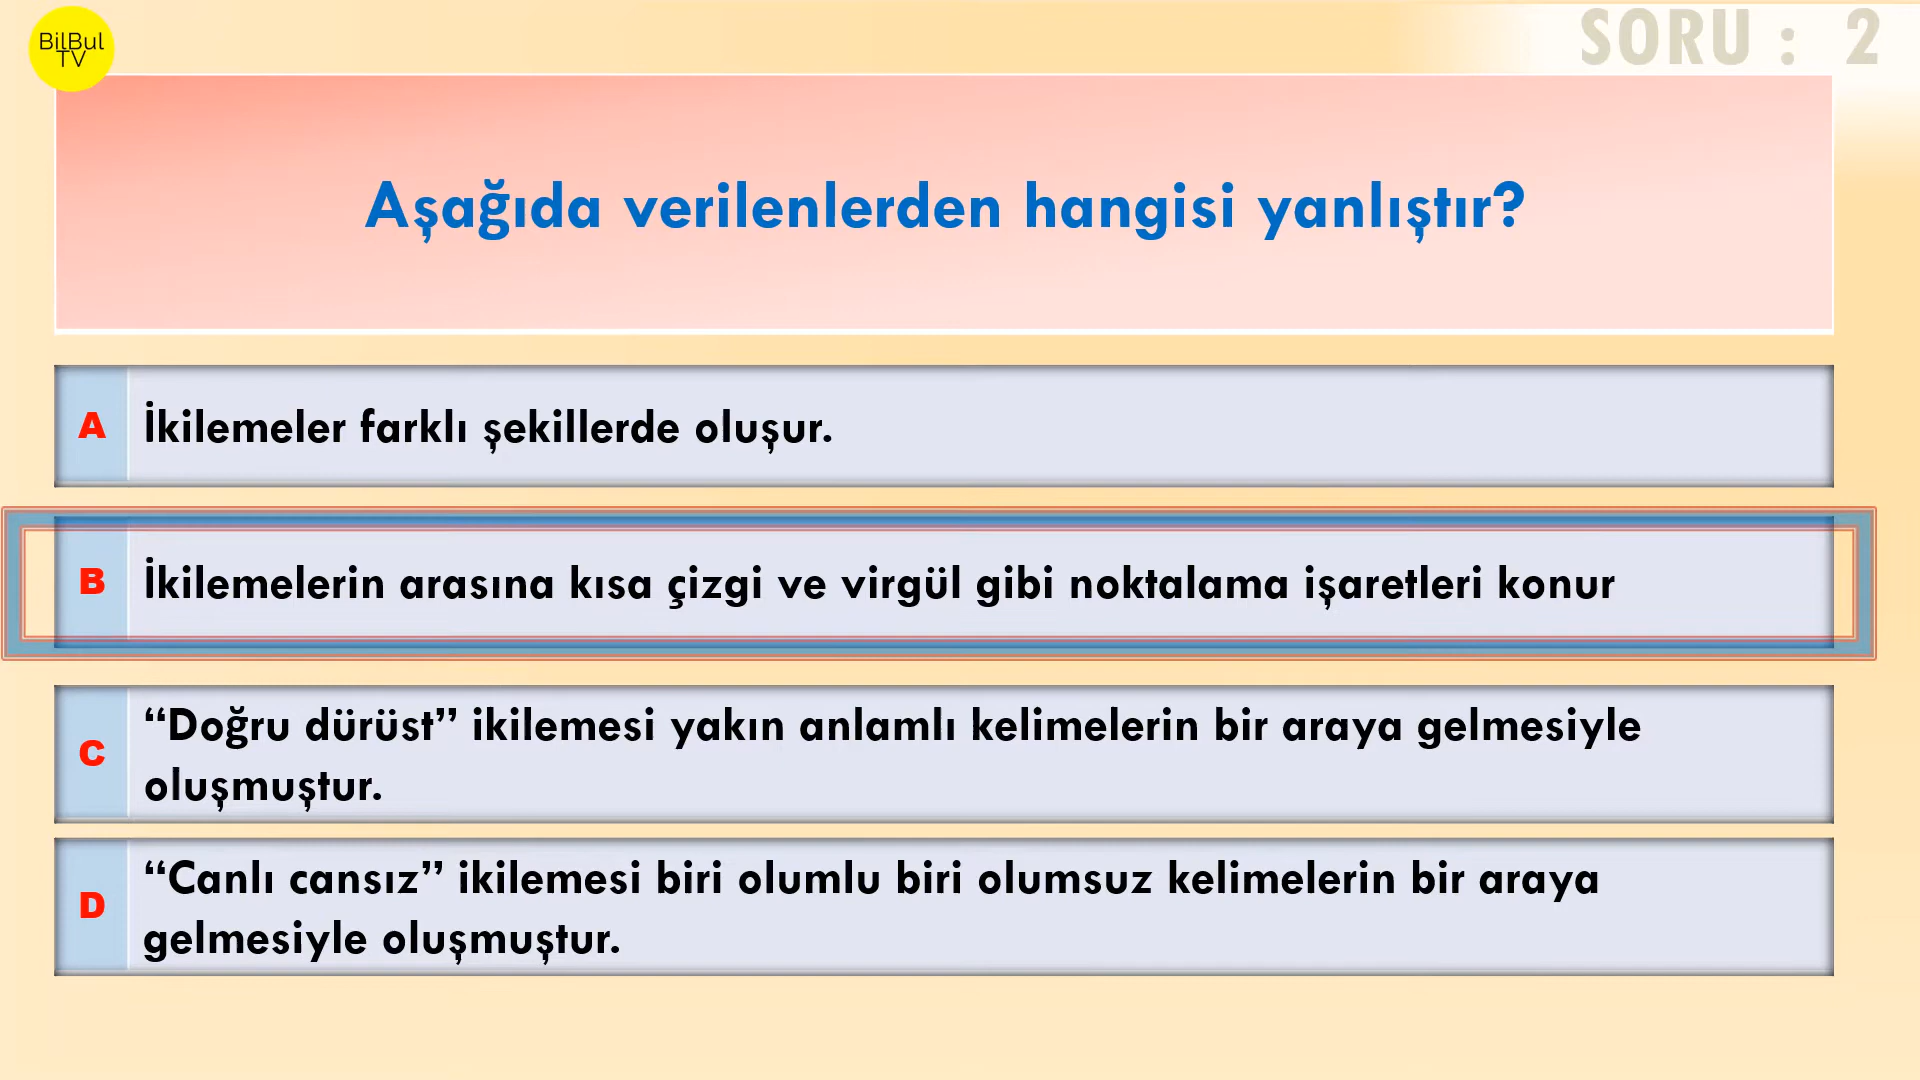 BilBul
TV
SORU : 2
Aşağıda verilenlerden hangisi yanlıştır?
A
İkilemeler farklı şekillerde oluşur.
B
İkilemelerin arasına kısa çizgi ve virgül gibi noktalama işaretleri konur
C
“Doğru dürüst” ikilemesi yakın anlamlı kelimelerin bir araya gelmesiyle
oluşmuştur.
D
“Canlı cansız” ikilemesi biri olumlu biri olumsuz kelimelerin bir araya
gelmesiyle oluşmuştur.